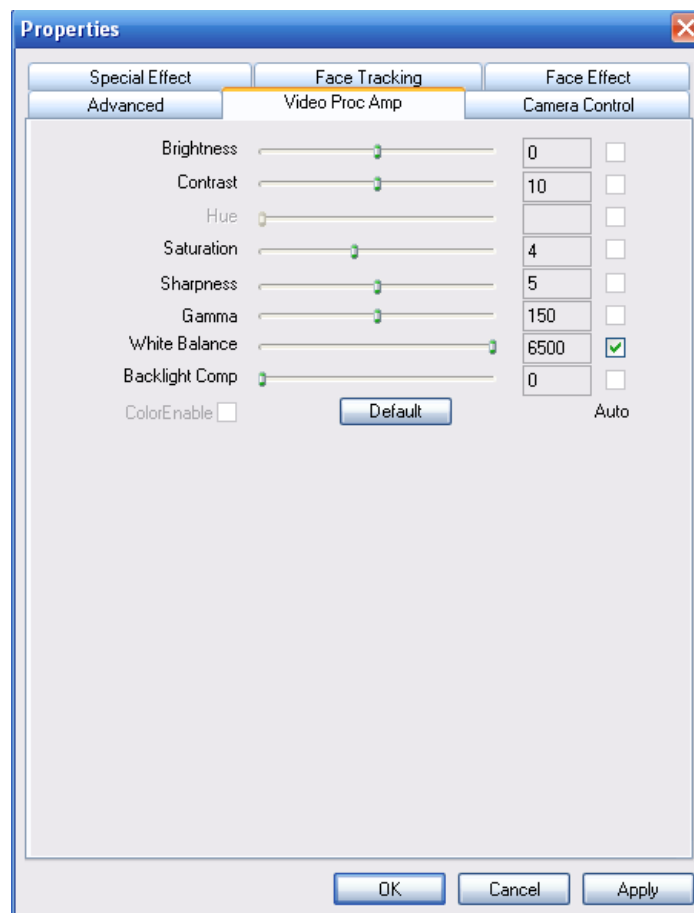 Properties
Special Effect Face Tracking Face Effect
Advanced Video Proc Amp Camera Control
Brightness 0
Contrast 10
Hue
Saturation 4
Sharpness 5
Gamma 150
White Balance 6500
Backlight Comp 0
ColorEnable Default Auto
OK Cancel Apply